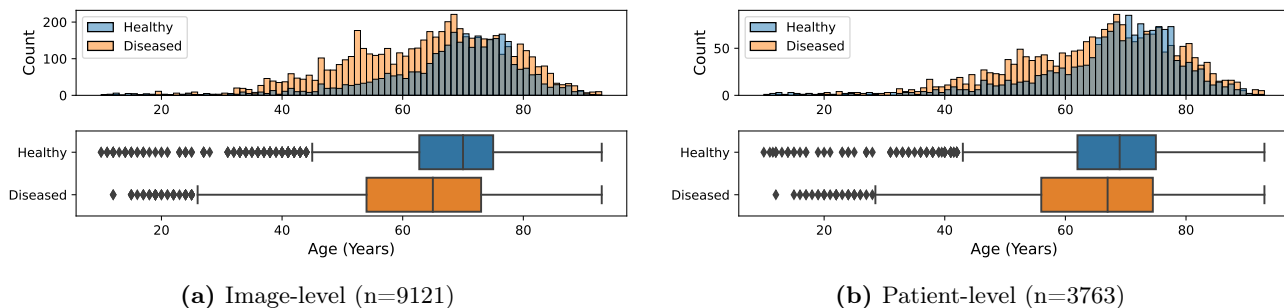 Count
200
100
0
Healthy
Diseased
20
40
60
80
Healthy
Diseased
20
40
60
80
Age (Years)
(a) Image-level (n=9121)
Count
50
0
Healthy
Diseased
20
40
60
80
Healthy
Diseased
20
40
60
80
Age (Years)
(b) Patient-level (n=3763)